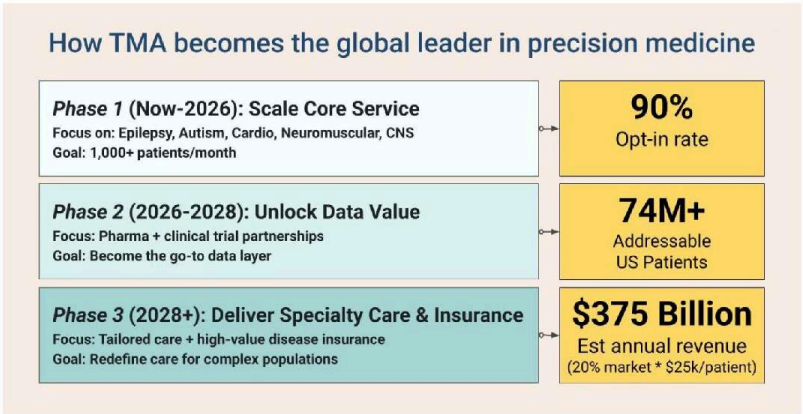 How TMA becomes the global leader in precision medicine
Phase 1 (Now-2026): Scale Core Service
Focus on: Epilepsy, Autism, Cardio, Neuromuscular, CNS
Goal: 1,000+ patients/month
90%
Opt-in rate
Phase 2 (2026-2028): Unlock Data Value
Focus: Pharma + clinical trial partnerships
Goal: Become the go-to data layer
74M+
Addressable
US Patients
Phase 3 (2028+): Deliver Specialty Care & Insurance
Focus: Tailored care + high-value disease insurance
Goal: Redefine care for complex populations
$375 Billion
Est annual revenue
(20% market * $25k/patient)